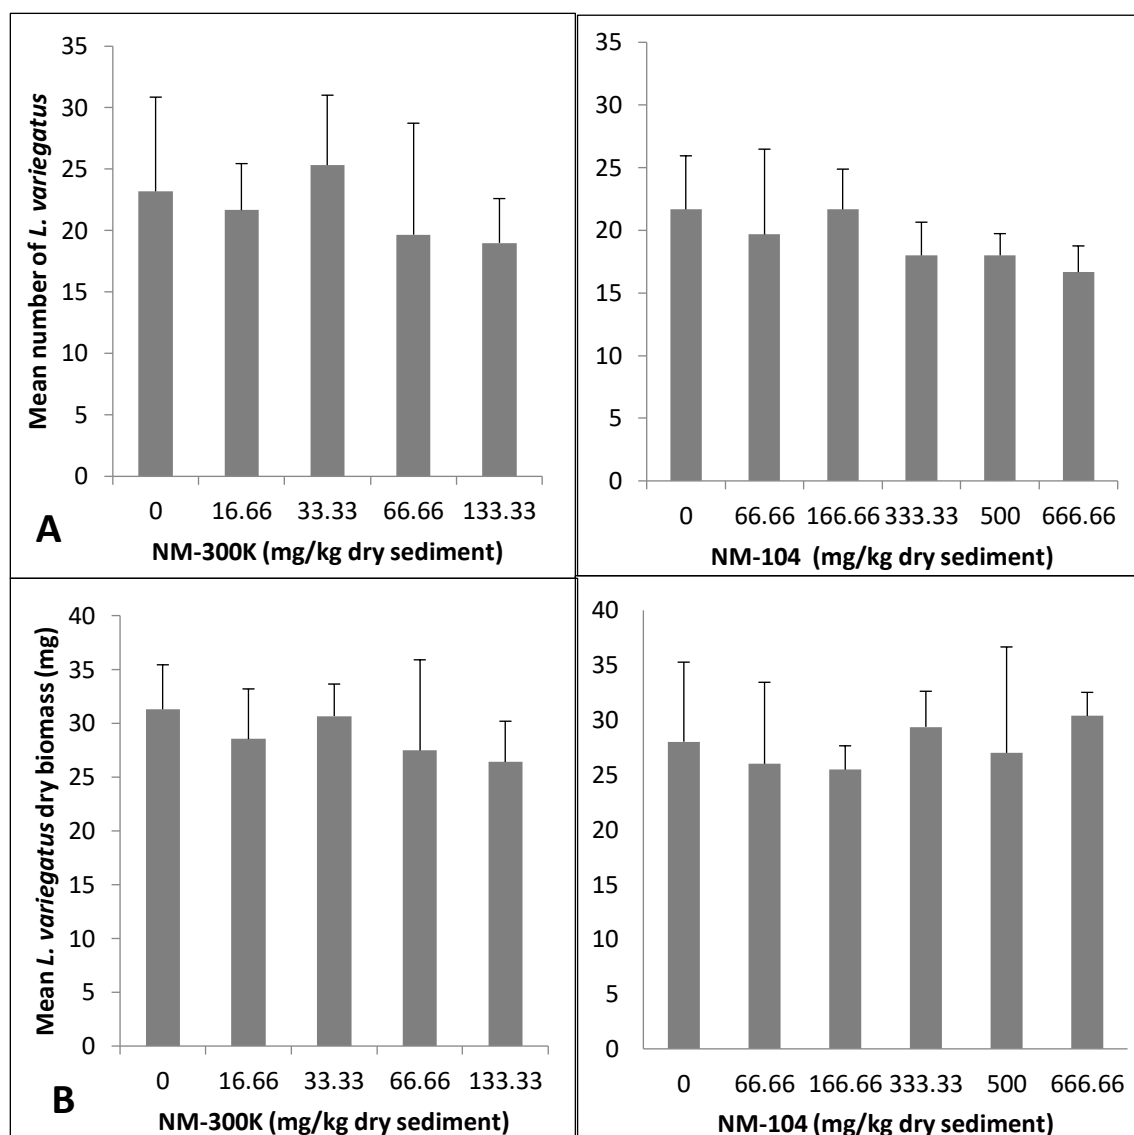 35
30
25
20
15
10
5
0
Mean number of L. variegatus
0 16.66 33.33 66.66 133.33
NM-300K (mg/kg dry sediment)
A
35
30
25
20
15
10
5
0
0 66.66 166.66 333.33 500 666.66
NM-104 (mg/kg dry sediment)
40
35
30
25
20
15
10
5
0
Mean L. variegatus dry biomass (mg)
0 16.66 33.33 66.66 133.33
NM-300K (mg/kg dry sediment)
B
40
35
30
25
20
15
10
5
0
0 66.66 166.66 333.33 500 666.66
NM-104 (mg/kg dry sediment)